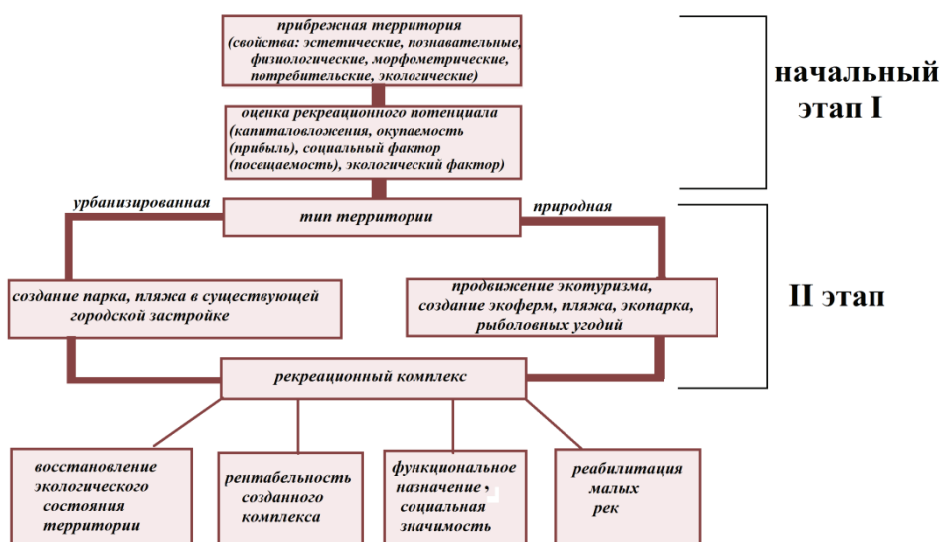 прибрежная территория
(свойства: эстетические, познавательные,
физиологические, морфометрические,
потребительские, экологические)
начальный
этап I
оценка рекреационного потенциала
(капиталовложения, окупаемость
(прибыль), социальный фактор
(посещаемость), экологический фактор)
урбанизированная
тип территории
природная
создание парка, пляжа в существующей
городской застройке
продвижение экотуризма,
создание экоферм, пляжа, экопарка,
рыболовных угодий
II этап
рекреационный комплекс
восстановление
экологического
состояния
территории
рентабельность
созданного
комплекса
функциональное
назначение,
социальная
значимость
реабилитация
малых
рек